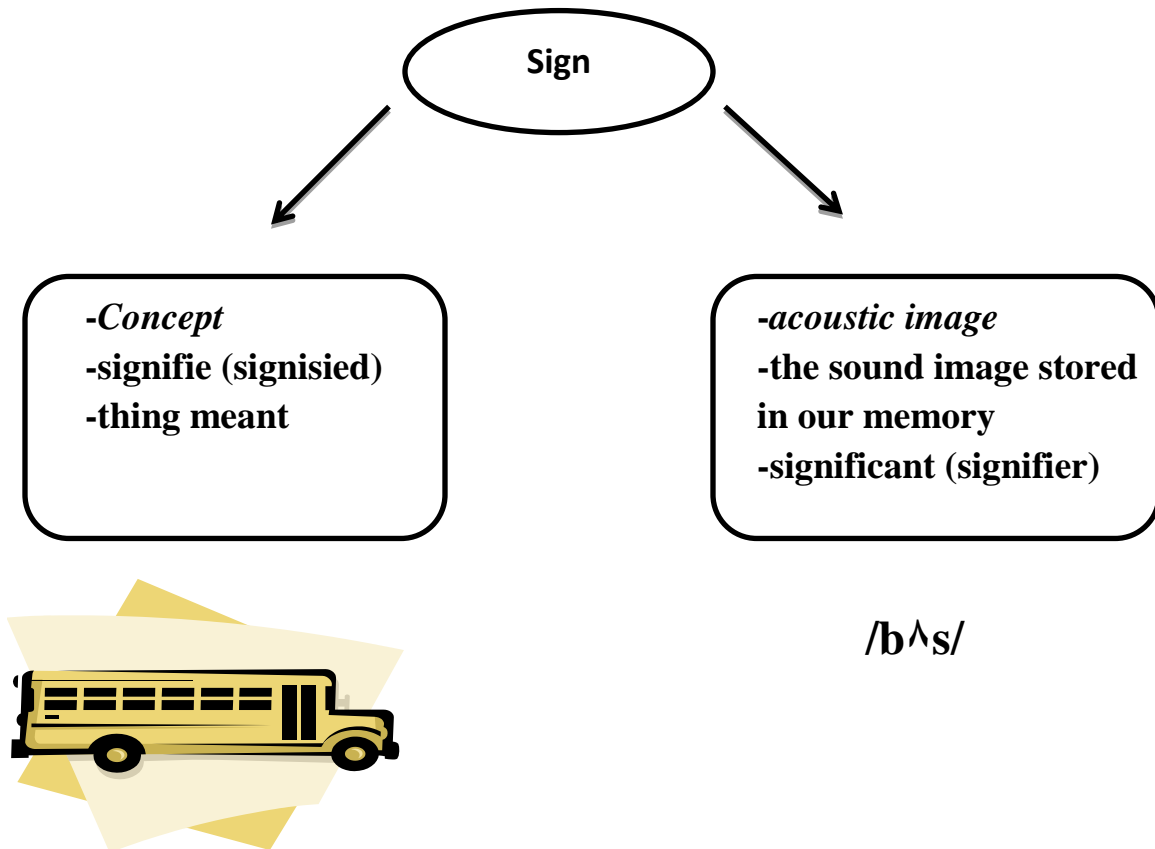 Sign
-Concept
-signifie (signisied)
-thing meant
-acoustic image
-the sound image stored
in our memory
-significant (signifier)
/b^s/